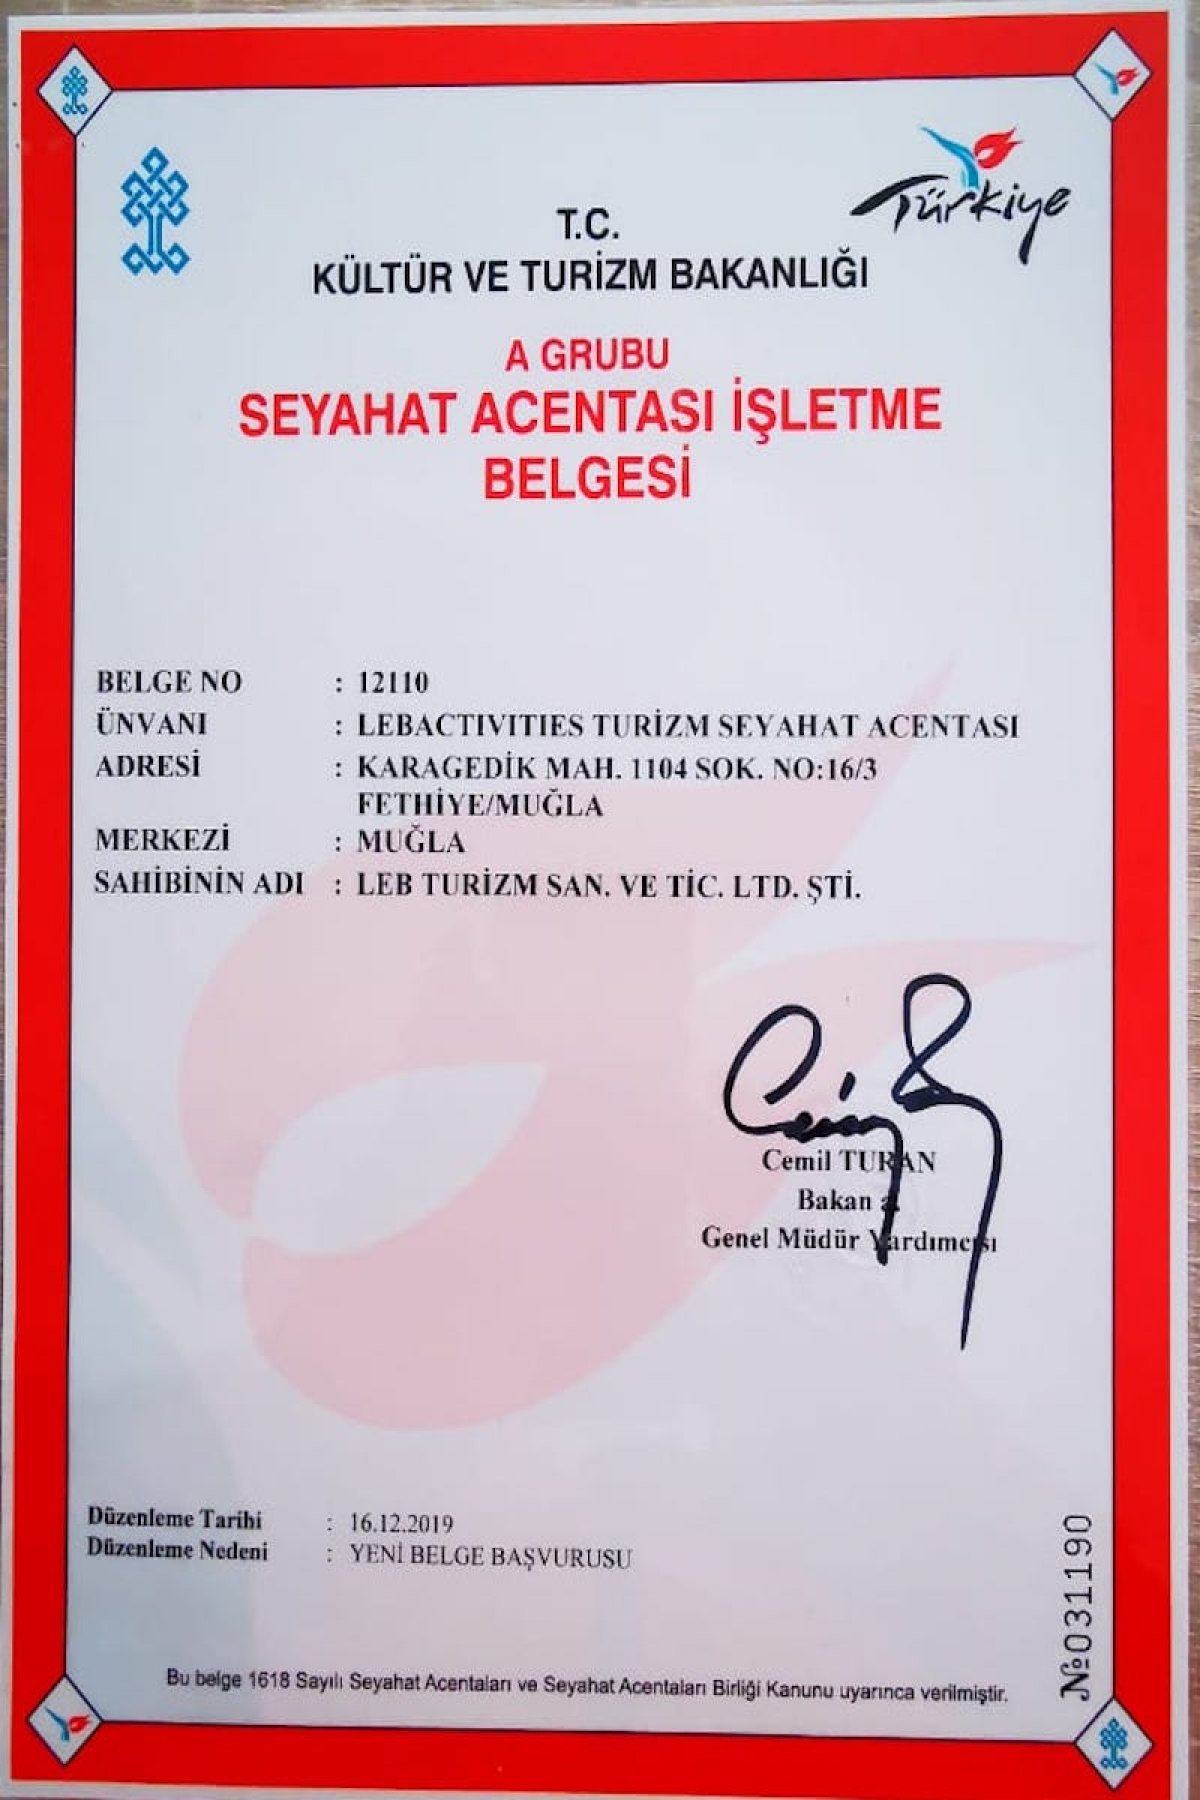 Türkiye
T.C.
KÜLTÜR VE TURİZM BAKANLIĞI
A GRUBU
SEYAHAT ACENTASI İŞLETME
BELGESİ
BELGE NO : 12110
ÜNVANI : LEBACTIVITIES TURİZM SEYAHAT ACENTASI
ADRESİ : KARAGEDİK MAH. 1104 SOK. NO:16/3
FETHİYE/MUĞLA
MERKEZİ : MUĞLA
SAHİBİNİN ADI : LEB TURİZM SAN. VE TİC. LTD. ŞTİ.
Cemil TURAN
Bakan a.
Genel Müdür Yardımcısı
Düzenleme Tarihi : 16.12.2019
Düzenleme Nedeni : YENİ BELGE BAŞVURUSU
№031190
Bu belge 1618 Sayılı Seyahat Acentaları ve Seyahat Acentaları Birliği Kanunu uyarınca verilmiştir.